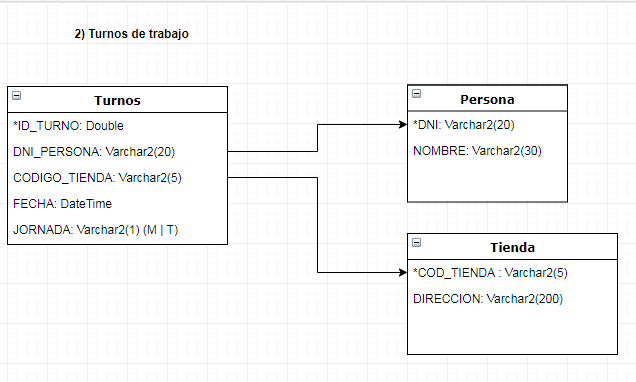 2) Turnos de trabajo
Turnos
*ID_TURNO: Double
DNI_PERSONA: Varchar2(20)
CODIGO_TIENDA: Varchar2(5)
FECHA: DateTime
JORNADA: Varchar2(1) (M | T)
Persona
*DNI: Varchar2(20)
NOMBRE: Varchar2(30)
Tienda
*COD_TIENDA : Varchar2(5)
DIRECCION: Varchar2(200)